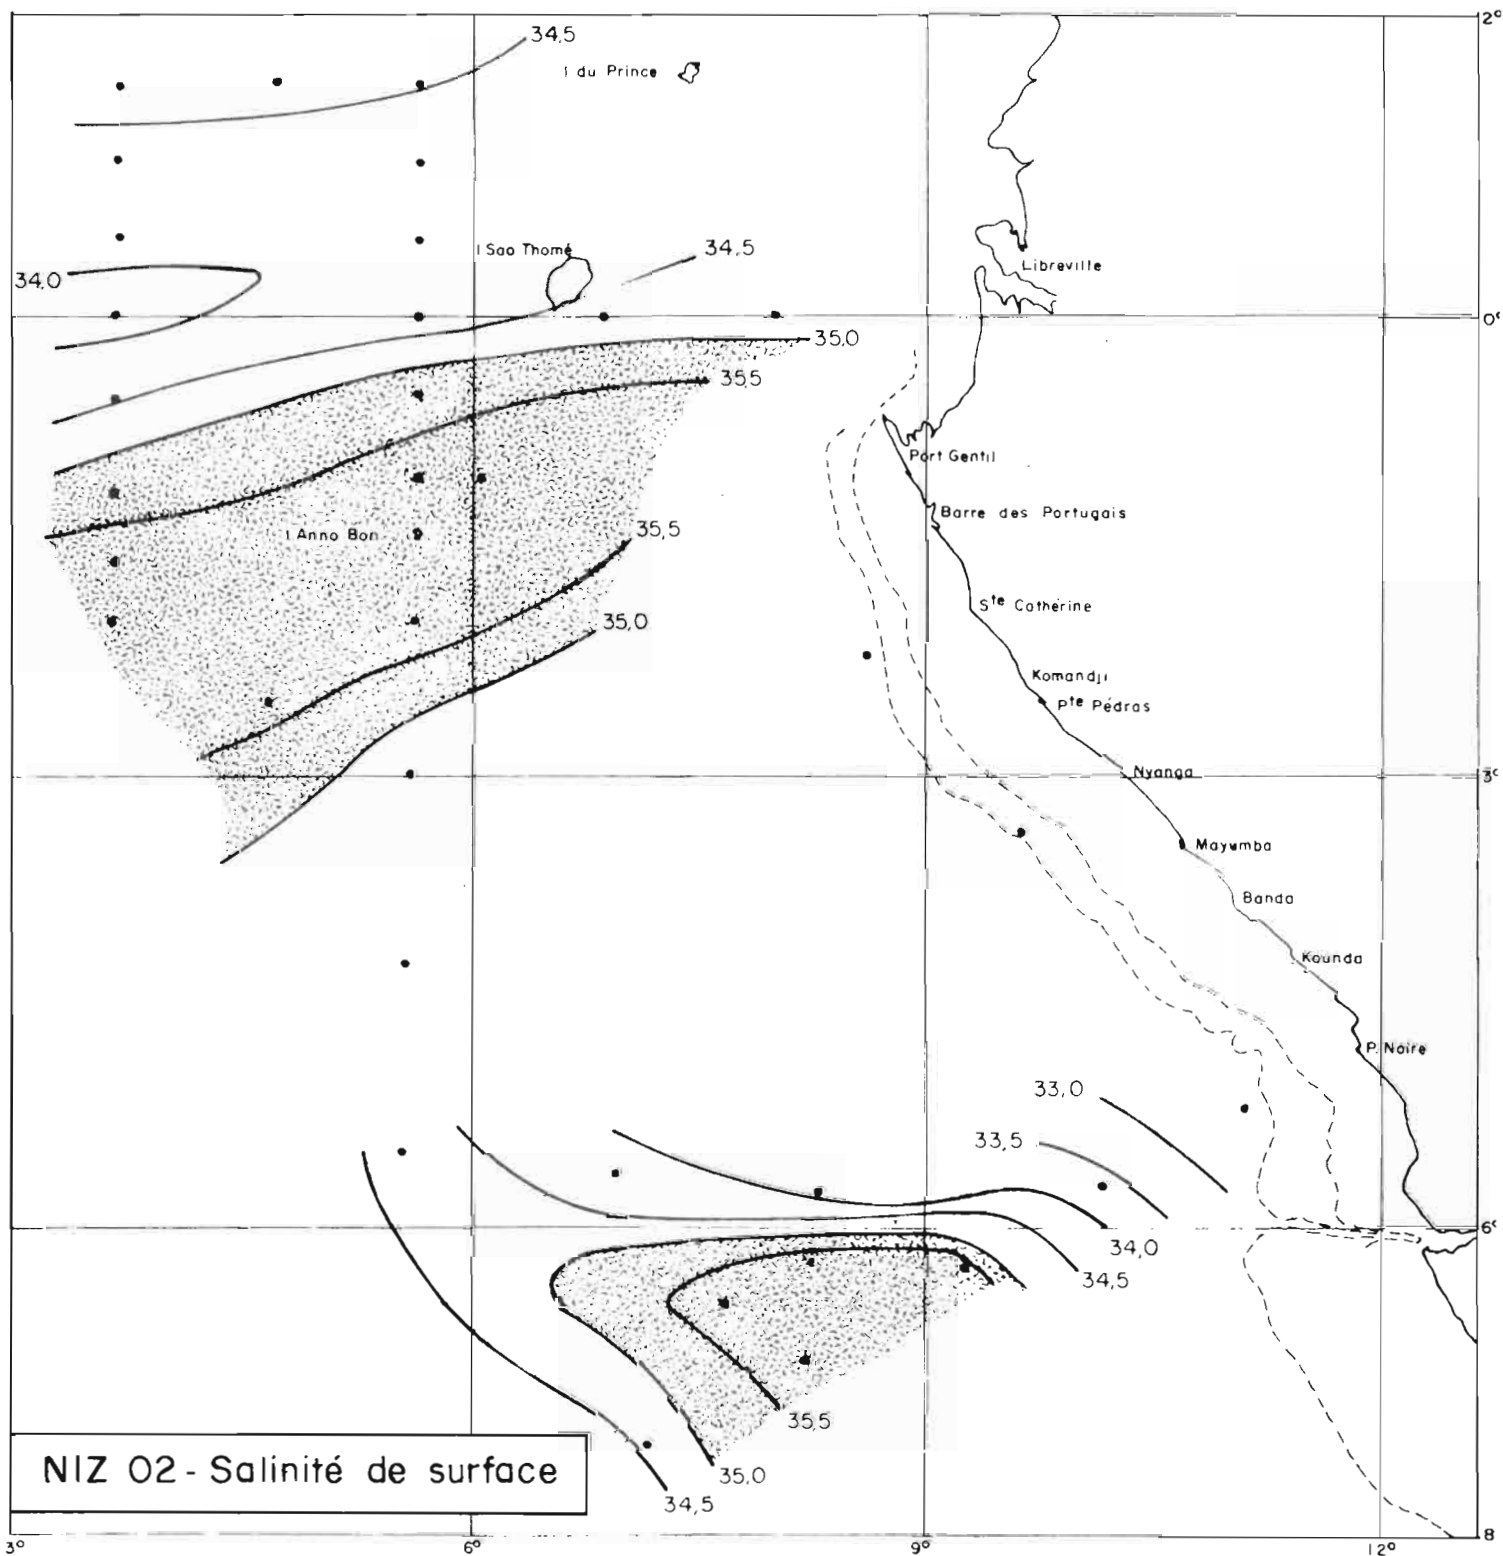 2°
34,5
I du Prince
I Sao Thomé
34,5
Libreville
34,0
0°
35,0
35,5
Port Gentil
Barre des Portugais
I Anno Bon
35,5
Ste Cathérine
35,0
Komandji
Pte Pédras
Nyanga
3°
Mayumba
Banda
Kounda
P. Noire
33,0
33,5
6°
34,0
34,5
35,5
NIZ 02 - Salinité de surface
35,0
34,5
8
3°
6°
9°
12°